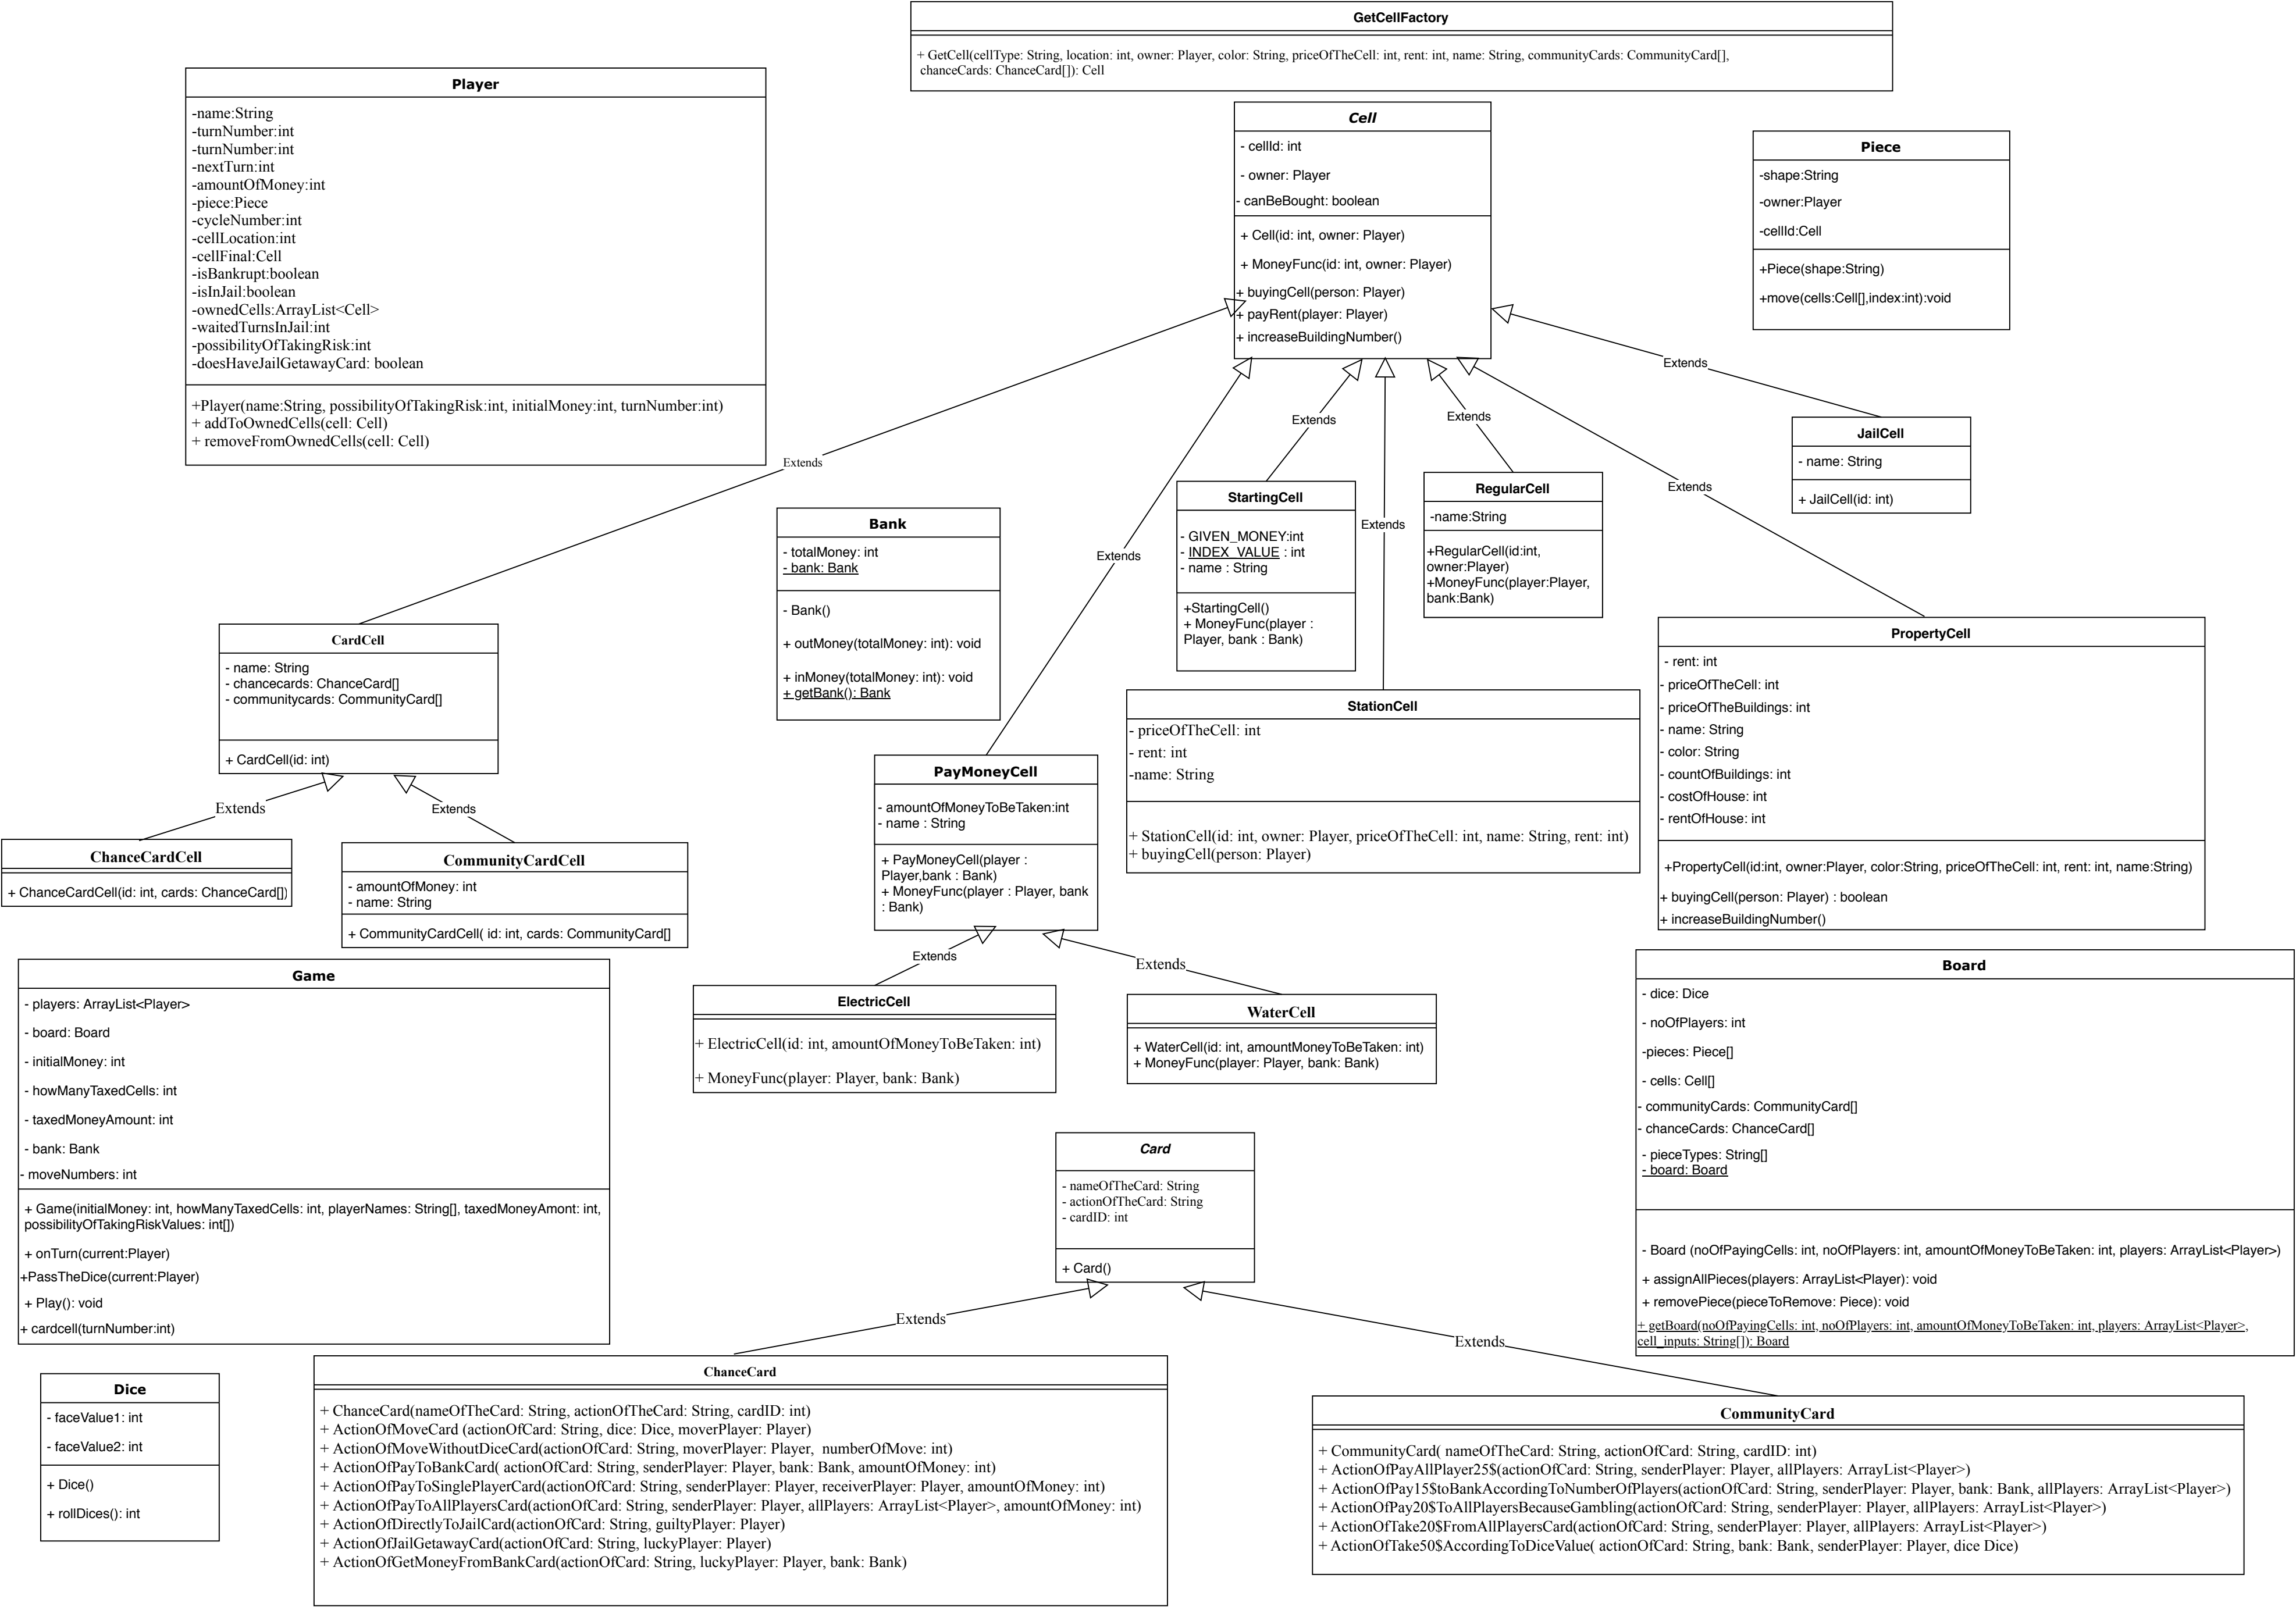 GetCellFactory
+ GetCell(cellType: String, location: int, owner: Player, color: String, priceOfTheCell: int, rent: int, name: String, communityCards: CommunityCard[],
chanceCards: ChanceCard[]): Cell
Player
-name:String
-turnNumber:int
-turnNumber:int
-nextTurn:int
-amountOfMoney:int
-piece:Piece
-cycleNumber:int
-cellLocation:int
-cellFinal:Cell
-isBankrupt:boolean
-isInJail:boolean
-ownedCells:ArrayList<Cell>
-waitedTurnsInJail:int
-possibilityOfTakingRisk:int
-doesHaveJailGetawayCard: boolean
+Player(name:String, possibilityOfTakingRisk:int, initialMoney:int, turnNumber:int)
+ addToOwnedCells(cell: Cell)
+ removeFromOwnedCells(cell: Cell)
Cell
- cellId: int
- owner: Player
- canBeBought: boolean
+ Cell(id: int, owner: Player)
+ MoneyFunc(id: int, owner: Player)
+ buyingCell(person: Player)
+ payRent(player: Player)
+ increaseBuildingNumber()
Piece
-shape:String
-owner:Player
-cellId:Cell
+Piece(shape:String)
+move(cells:Cell[],index:int):void
Extends
Extends
Extends
Extends
Extends
Extends
Extends
JailCell
- name: String
+ JailCell(id: int)
StartingCell
- GIVEN_MONEY:int
- INDEX_VALUE : int
- name : String
+StartingCell()
+ MoneyFunc(player :
Player, bank : Bank)
RegularCell
-name:String
+RegularCell(id:int,
owner:Player)
+MoneyFunc(player:Player,
bank:Bank)
Bank
- totalMoney: int
- bank: Bank
- Bank()
+ outMoney(totalMoney: int): void
+ inMoney(totalMoney: int): void
+ getBank(): Bank
CardCell
- name: String
- chancecards: ChanceCard[]
- communitycards: CommunityCard[]
+ CardCell(id: int)
Extends
Extends
PropertyCell
- rent: int
- priceOfTheCell: int
- priceOfTheBuildings: int
- name: String
- color: String
- countOfBuildings: int
- costOfHouse: int
- rentOfHouse: int
+PropertyCell(id:int, owner:Player, color:String, priceOfTheCell: int, rent: int, name:String)
+ buyingCell(person: Player) : boolean
+ increaseBuildingNumber()
StationCell
- priceOfTheCell: int
- rent: int
-name: String
+ StationCell(id: int, owner: Player, priceOfTheCell: int, name: String, rent: int)
+ buyingCell(person: Player)
PayMoneyCell
- amountOfMoneyToBeTaken:int
- name : String
+ PayMoneyCell(player :
Player,bank : Bank)
+ MoneyFunc(player : Player, bank
: Bank)
ChanceCardCell
+ ChanceCardCell(id: int, cards: ChanceCard[])
CommunityCardCell
- amountOfMoney: int
- name: String
+ CommunityCardCell( id: int, cards: CommunityCard[]
Extends
Extends
ElectricCell
+ ElectricCell(id: int, amountOfMoneyToBeTaken: int)
+ MoneyFunc(player: Player, bank: Bank)
WaterCell
+ WaterCell(id: int, amountMoneyToBeTaken: int)
+ MoneyFunc(player: Player, bank: Bank)
Game
- players: ArrayList<Player>
- board: Board
- initialMoney: int
- howManyTaxedCells: int
- taxedMoneyAmount: int
- bank: Bank
- moveNumbers: int
+ Game(initialMoney: int, howManyTaxedCells: int, playerNames: String[], taxedMoneyAmont: int,
possibilityOfTakingRiskValues: int[])
+ onTurn(current:Player)
+PassTheDice(current:Player)
+ Play(): void
+ cardcell(turnNumber:int)
Board
- dice: Dice
- noOfPlayers: int
-pieces: Piece[]
- cells: Cell[]
- communityCards: CommunityCard[]
- chanceCards: ChanceCard[]
- pieceTypes: String[]
- board: Board
- Board (noOfPayingCells: int, noOfPlayers: int, amountOfMoneyToBeTaken: int, players: ArrayList<Player>)
+ assignAllPieces(players: ArrayList<Player): void
+ removePiece(pieceToRemove: Piece): void
+ getBoard(noOfPayingCells: int, noOfPlayers: int, amountOfMoneyToBeTaken: int, players: ArrayList<Player>,
cell_inputs: String[]): Board
Card
- nameOfTheCard: String
- actionOfTheCard: String
- cardID: int
+ Card()
Extends
Extends
Dice
- faceValue1: int
- faceValue2: int
+ Dice()
+ rollDices(): int
ChanceCard
+ ChanceCard(nameOfTheCard: String, actionOfTheCard: String, cardID: int)
+ ActionOfMoveCard (actionOfCard: String, dice: Dice, moverPlayer: Player)
+ ActionOfMoveWithoutDiceCard(actionOfCard: String, moverPlayer: Player, numberOfMove: int)
+ ActionOfPayToBankCard( actionOfCard: String, senderPlayer: Player, bank: Bank, amountOfMoney: int)
+ ActionOfPayToSinglePlayerCard(actionOfCard: String, senderPlayer: Player, receiverPlayer: Player, amountOfMoney: int)
+ ActionOfPayToAllPlayersCard(actionOfCard: String, senderPlayer: Player, allPlayers: ArrayList<Player>, amountOfMoney: int)
+ ActionOfDirectlyToJailCard(actionOfCard: String, guiltyPlayer: Player)
+ ActionOfJailGetawayCard(actionOfCard: String, luckyPlayer: Player)
+ ActionOfGetMoneyFromBankCard(actionOfCard: String, luckyPlayer: Player, bank: Bank)
CommunityCard
+ CommunityCard( nameOfTheCard: String, actionOfCard: String, cardID: int)
+ ActionOfPayAllPlayer25$(actionOfCard: String, senderPlayer: Player, allPlayers: ArrayList<Player>)
+ ActionOfPay15$toBankAccordingToNumberOfPlayers(actionOfCard: String, senderPlayer: Player, bank: Bank, allPlayers: ArrayList<Player>)
+ ActionOfPay20$ToAllPlayersBecauseGambling(actionOfCard: String, senderPlayer: Player, allPlayers: ArrayList<Player>)
+ ActionOfTake20$FromAllPlayersCard(actionOfCard: String, senderPlayer: Player, allPlayers: ArrayList<Player>)
+ ActionOfTake50$AccordingToDiceValue( actionOfCard: String, bank: Bank, senderPlayer: Player, dice Dice)